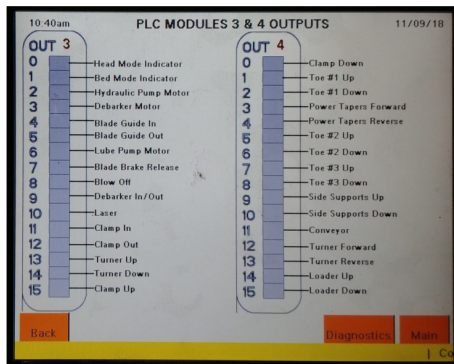 10:40am
PLC MODULES 3 & 4 OUTPUTS
11/09/18
OUT 3
0 Head Mode Indicator
1 Bed Mode Indicator
2 Hydraulic Pump Motor
3 Debarker Motor
4 Blade Guide In
5 Blade Guide Out
6 Lube Pump Motor
7 Blade Brake Release
8 Blow Off
9 Debarker In/Out
10 Laser
11 Clamp In
12 Clamp Out
13 Turner Up
14 Turner Down
15 Clamp Up
OUT 4
0 Clamp Down
1 Toe #1 Up
2 Toe #1 Down
3 Power Tapers Forward
4 Power Tapers Reverse
5 Toe #2 Up
6 Toe #2 Down
7 Toe #3 Up
8 Toe #3 Down
9 Side Supports Up
10 Side Supports Down
11 Conveyor
12 Turner Forward
13 Turner Reverse
14 Loader Up
15 Loader Down
Back
Diagnostics
Main
| Co